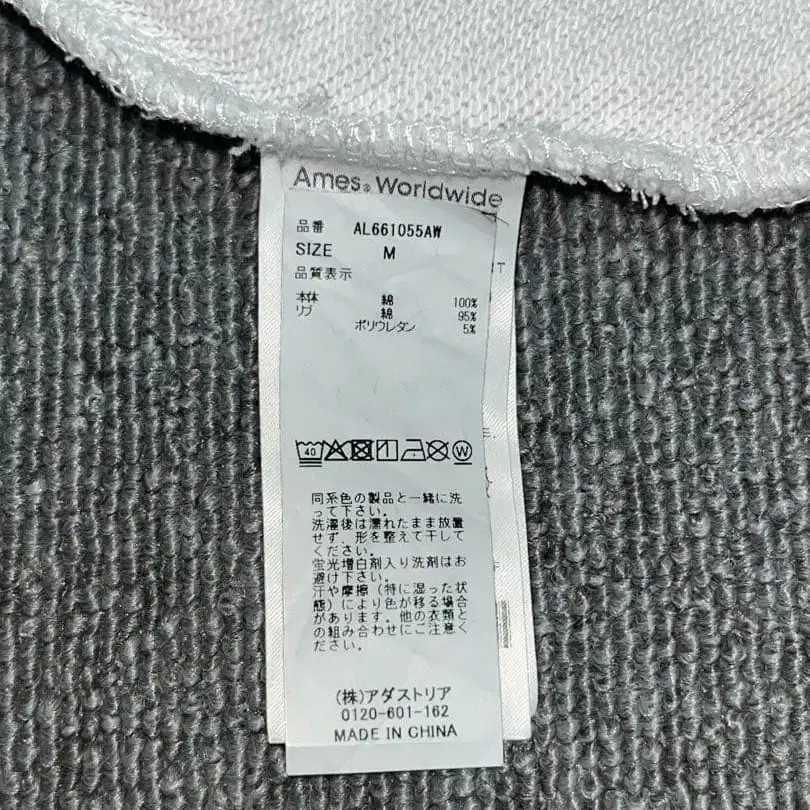 Ames. Worldwide
品番 AL661055AW
SIZE M
品質表示
本体 綿 100%
リブ 綿 95%
ポリウレタン 5%
40 W
同系色の製品と一緒に洗
って下さい。
洗濯後は濡れたまま放置
せず、形を整えて干して
ください。
蛍光増白剤入り洗剤はお
避け下さい。
汗や摩擦（特に湿った状
態）により色が移る場合
があります。他の衣類と
の組み合わせにご注意く
ださい。
(株)アダストリア
0120-601-162
MADE IN CHINA
T